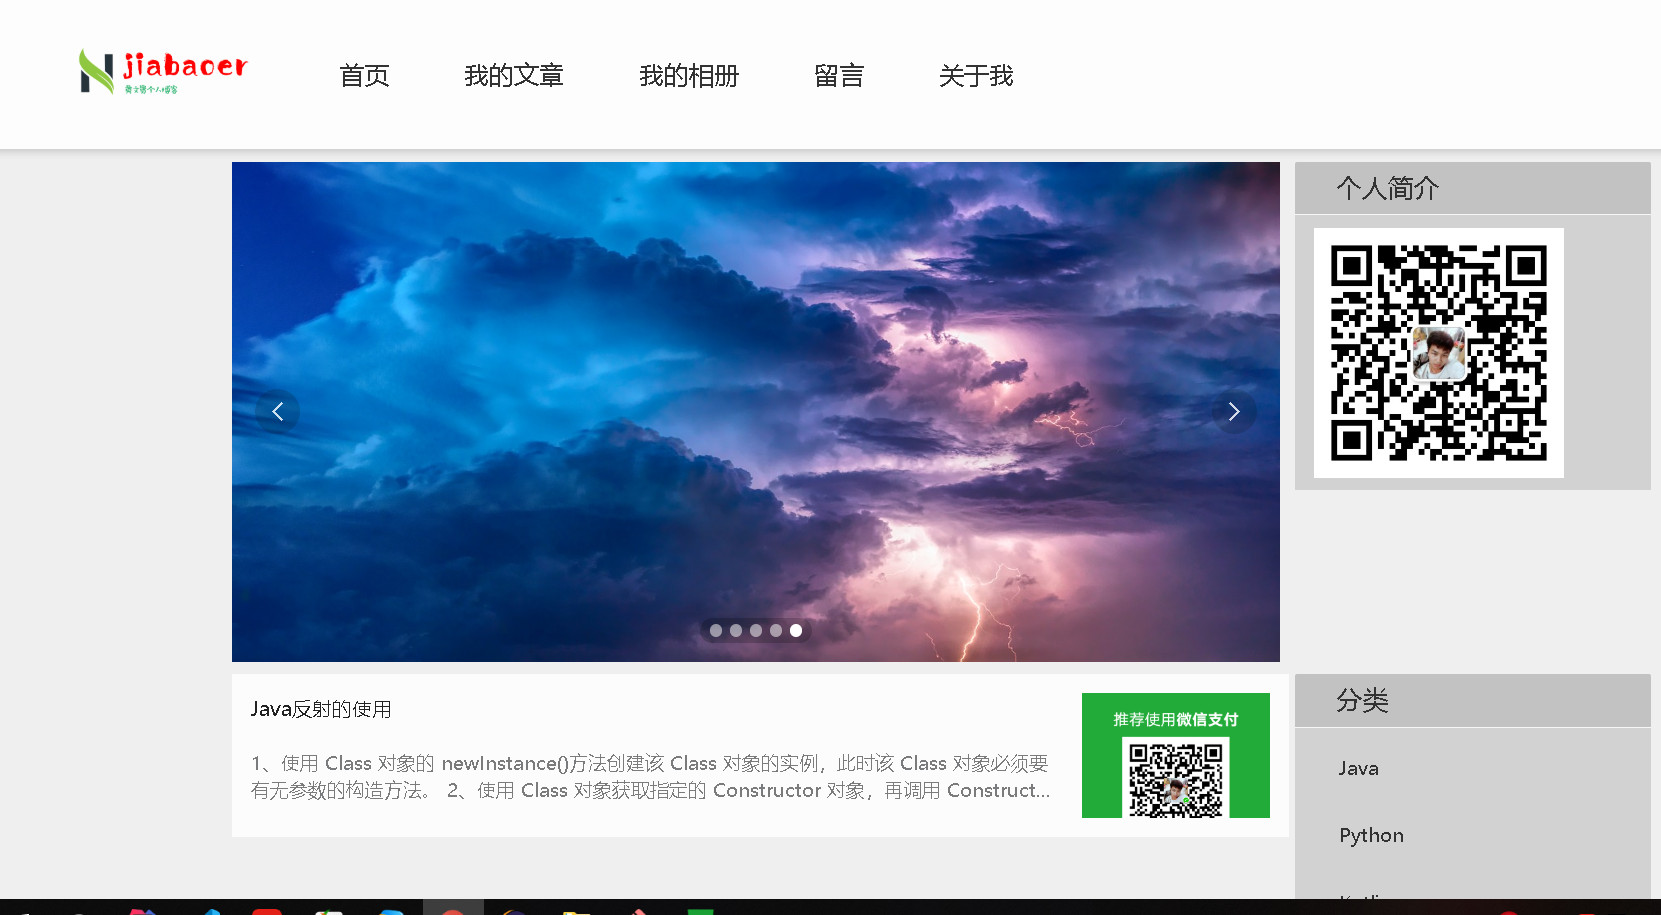 jiabaoer
首页
我的文章
我的相册
留言
关于我
个人简介
Java反射的使用
1、使用 Class 对象的 newInstance()方法创建该 Class 对象的实例，此时该 Class 对象必须要
有无参数的构造方法。 2、使用 Class 对象获取指定的 Constructor 对象，再调用 Construct...
推荐使用微信支付
分类
Java
Python